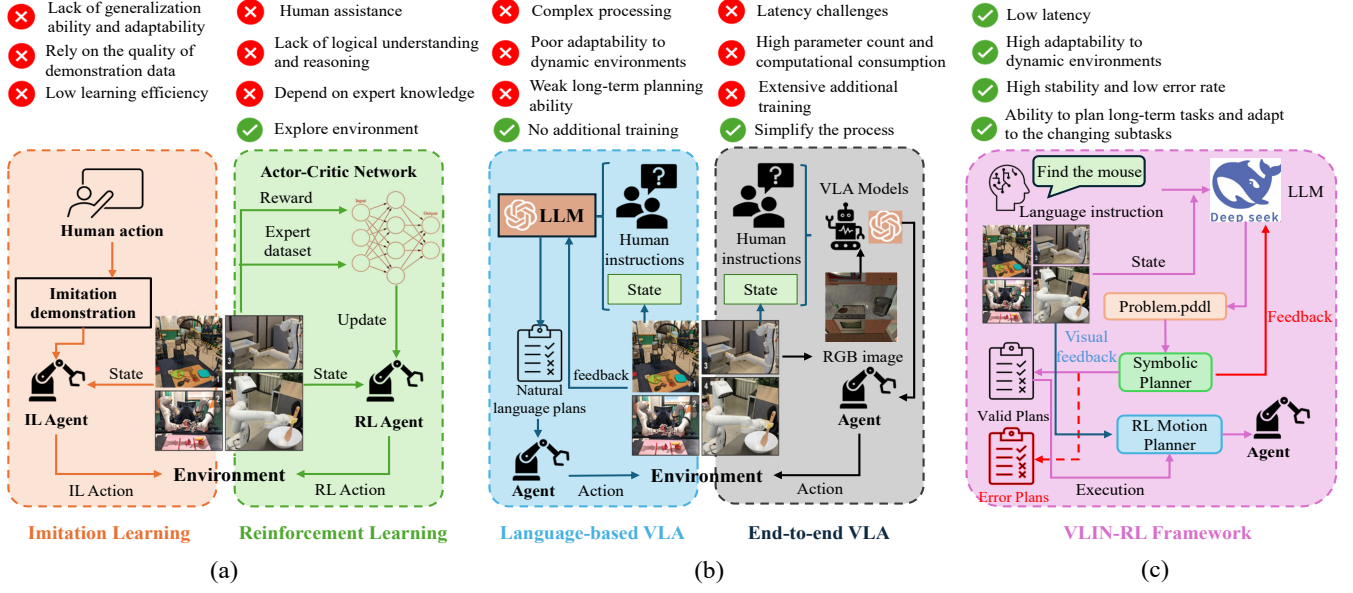 Lack of generalization
ability and adaptability
Rely on the quality of
demonstration data
Low learning efficiency
Human assistance
Lack of logical understanding
and reasoning
Depend on expert knowledge
Explore environment
Complex processing
Poor adaptability to
dynamic environments
Weak long-term planning
ability
No additional training
Latency challenges
High parameter count and
computational consumption
Extensive additional
training
Simplify the process
Low latency
High adaptability to
dynamic environments
High stability and low error rate
Ability to plan long-term tasks and adapt
to the changing subtasks
Human action
Imitation
demonstration
State
IL Agent
IL Action
Actor-Critic Network
Reward
Expert
dataset
Input
Output
Update
State
RL Agent
Environment
RL Action
3
4
Imitation Learning
Reinforcement Learning
(a)
LLM
Human
instructions
State
feedback
Natural
language plans
Agent
Action
Environment
Human
instructions
State
VLA Models
RGB image
Agent
Action
Language-based VLA
End-to-end VLA
(b)
Find the mouse
Language instruction
Deep seek
LLM
State
Problem.pddl
Feedback
Visual
feedback
Symbolic
Planner
Valid Plans
RL Motion
Planner
Agent
Error Plans
Execution
VLIN-RL Framework
(c)